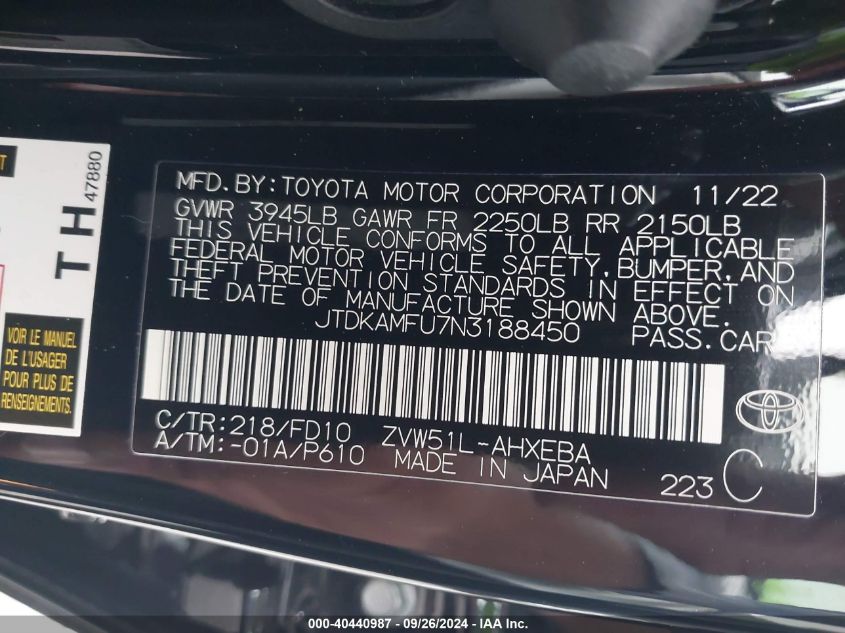 MFD.BY:TOYOTA MOTOR CORPORATION 11/22
GVWR 3945LB GAWR FR 2250LB RR 2150LB
THIS VEHICLE CONFORMS TO ALL APPLICABLE
FEDERAL MOTOR VEHICLE SAFETY,BUMPER,AND
THEFT PREVENTION STANDARDS IN EFFECT ON
THE DATE OF MANUFACTURE SHOWN ABOVE.
JTDKAMFU7N3188450 PASS.CAR
C/TR:218/FD10 ZVW51L-AHXEBA
A/TM:-01A/P610 MADE IN JAPAN
223 C
TH
47880
VOIR LE MANUEL
DE L'USAGER
POUR PLUS DE
RENSEIGNEMENTS.
000-40440987 - 09/26/2024 - IAA Inc.